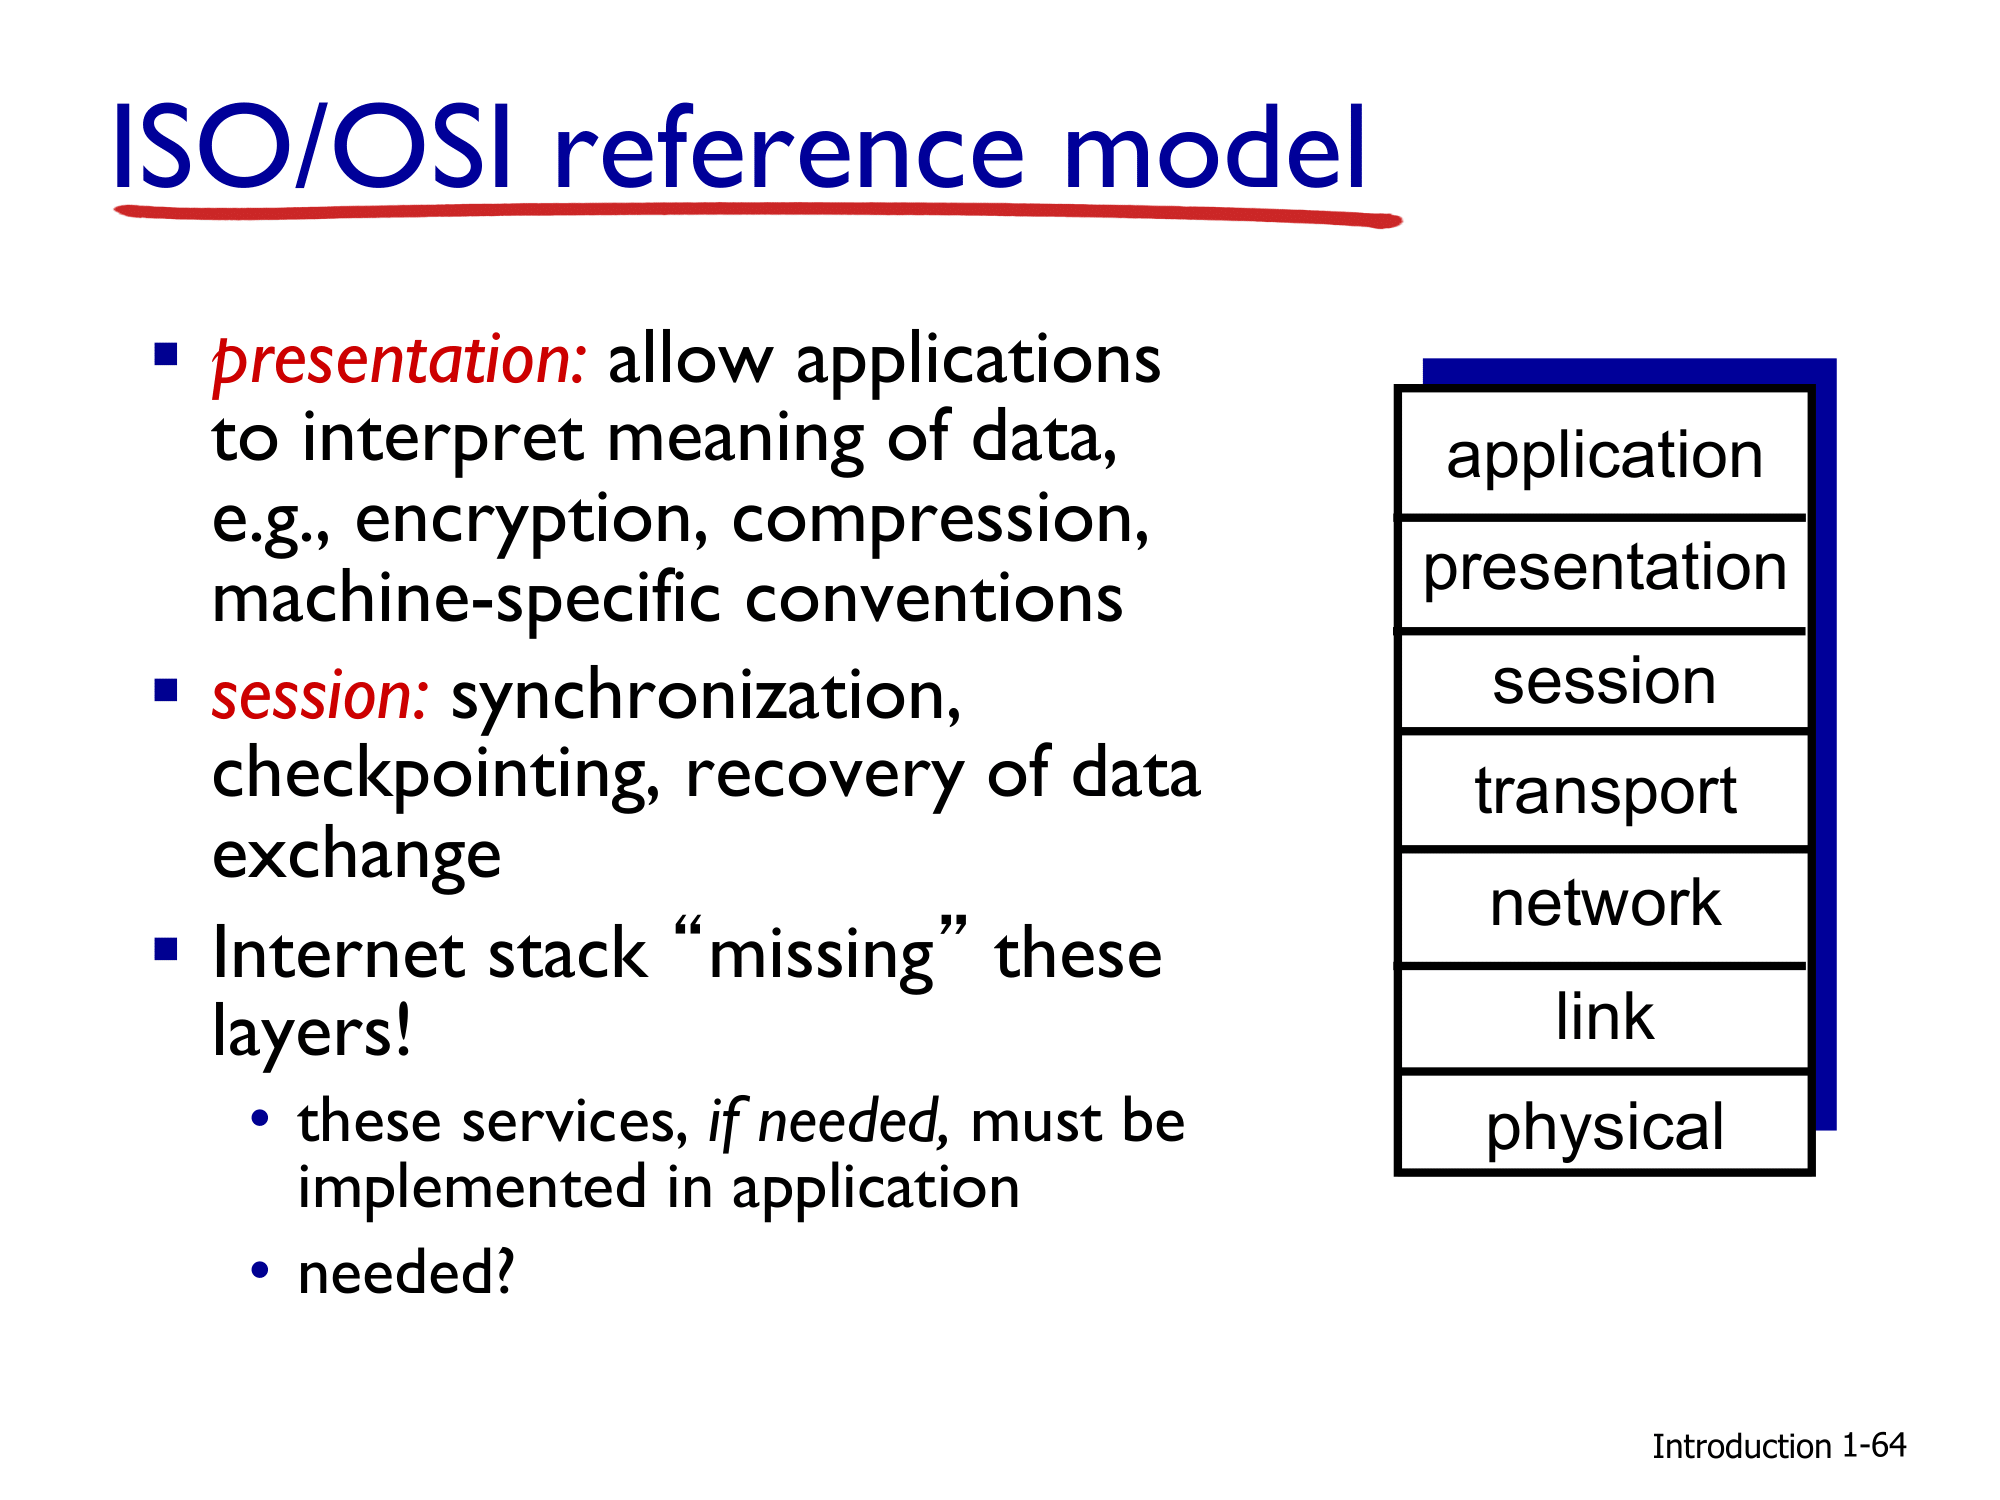 ISO/OSI reference model
presentation: allow applications
to interpret meaning of data,
e.g., encryption, compression,
machine-specific conventions
session: synchronization,
checkpointing, recovery of data
exchange
Internet stack “missing” these
layers!
these services, if needed, must be
implemented in application
needed?
application
presentation
session
transport
network
link
physical
Introduction 1-64